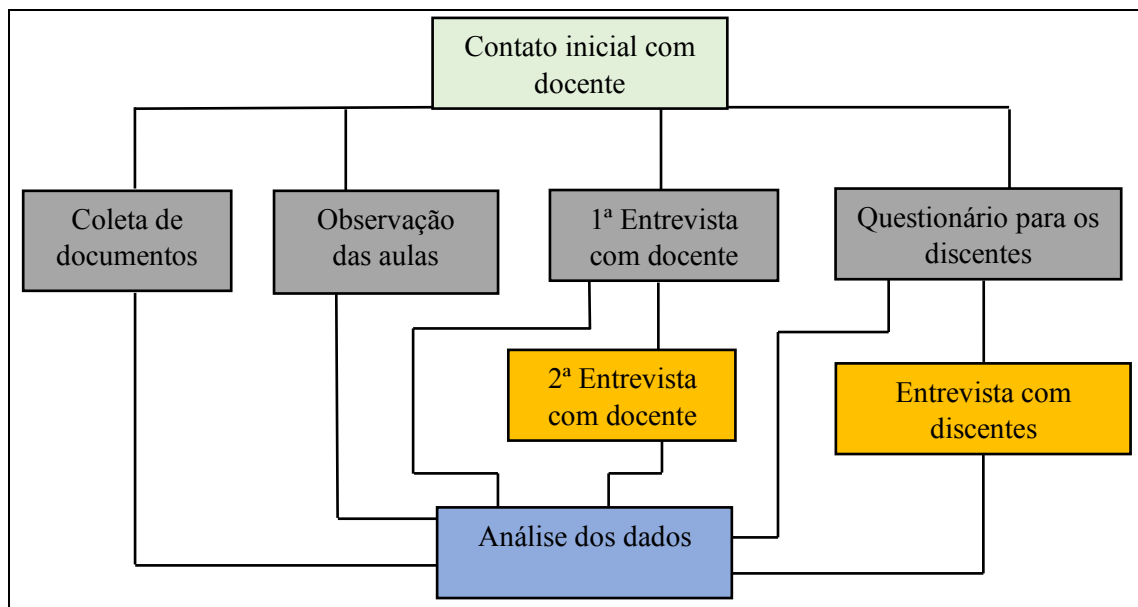 Contato inicial com
docente
Coleta de
documentos
Observação
das aulas
1ª Entrevista
com docente
Questionário para os
discentes
2ª Entrevista
com docente
Entrevista com
discentes
Análise dos dados